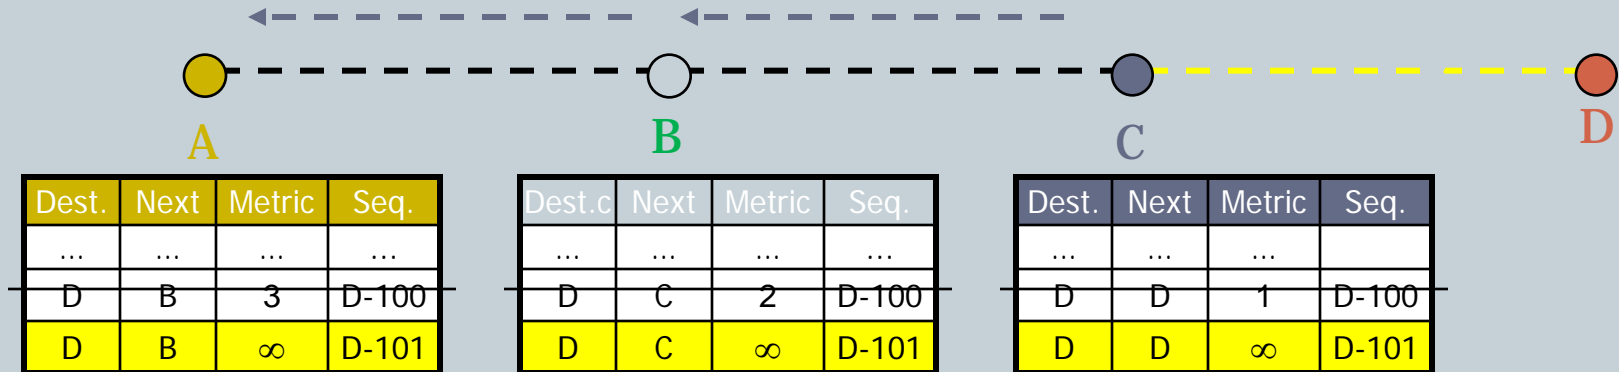 A B C D
Dest. Next Metric Seq. Dest.c Next Metric Seq. Dest. Next Metric Seq.
... ... ... ... ... ... ... ... ... ... ...
D B 3 D-100 D C 2 D-100 D D 1 D-100
D B ∞ D-101 D C ∞ D-101 D D ∞ D-101